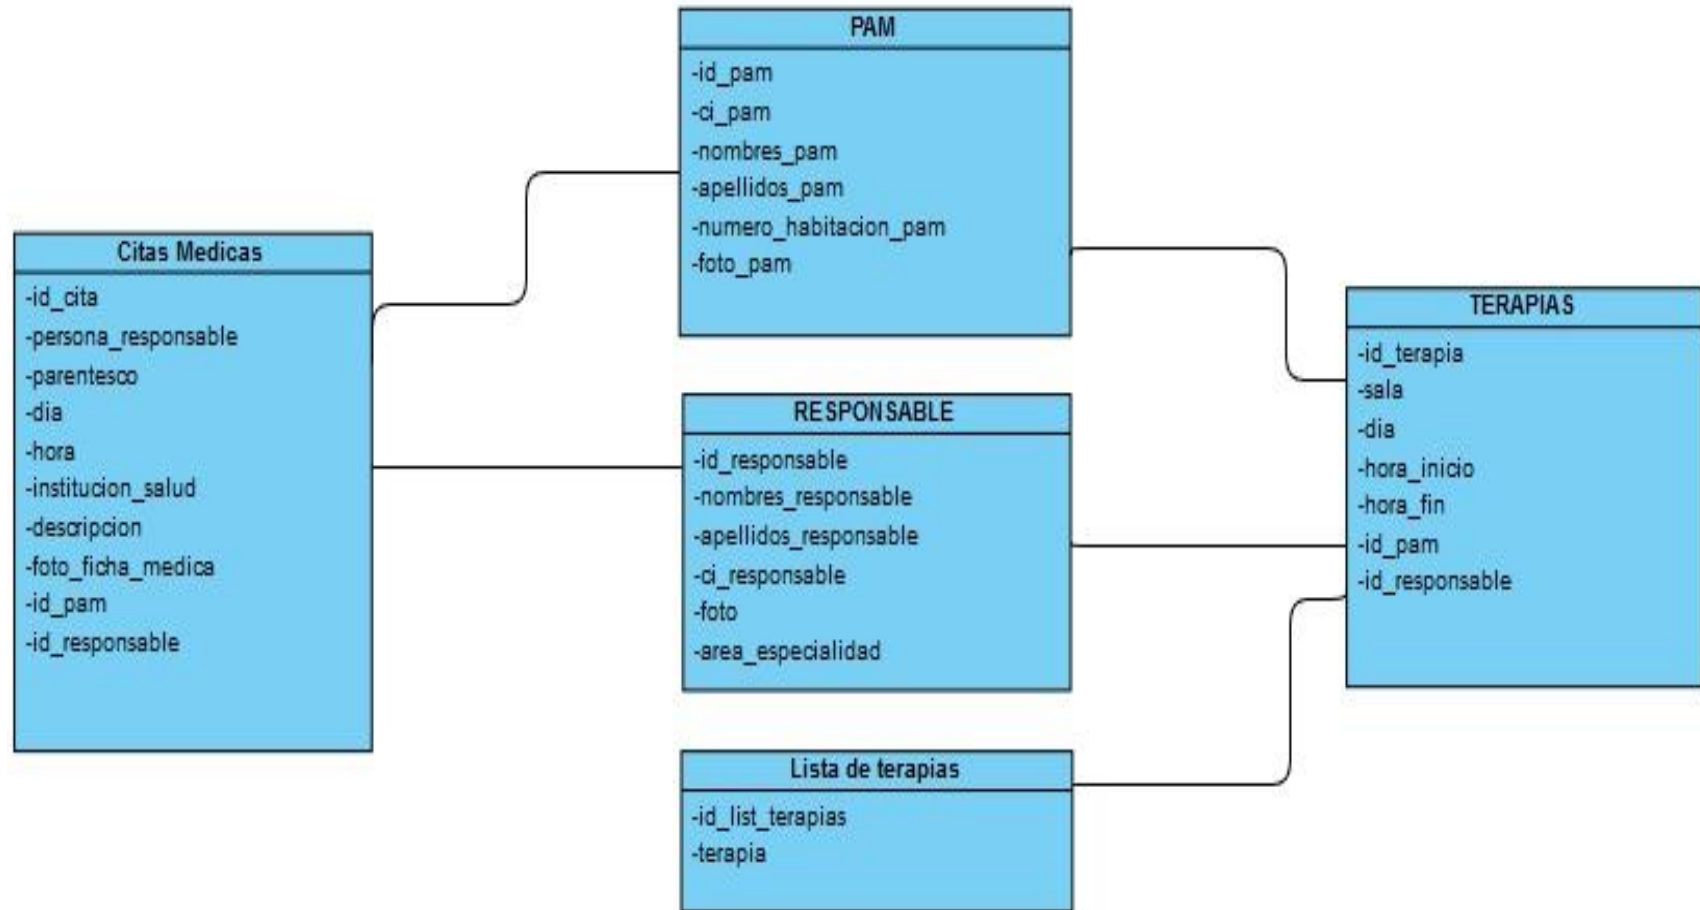 PAM
-id_pam
-ci_pam
-nombres_pam
-apellidos_pam
-numero_habitacion_pam
-foto_pam
Citas Medicas
-id_cita
-persona_responsable
-parentesco
-dia
-hora
-institucion_salud
-descripcion
-foto_ficha_medica
-id_pam
-id_responsable
RESPONSABLE
-id_responsable
-nombres_responsable
-apellidos_responsable
-ci_responsable
-foto
-area_especialidad
TERAPIAS
-id_terapia
-sala
-dia
-hora_inicio
-hora_fin
-id_pam
-id_responsable
Lista de terapias
-id_list_terapias
-terapia